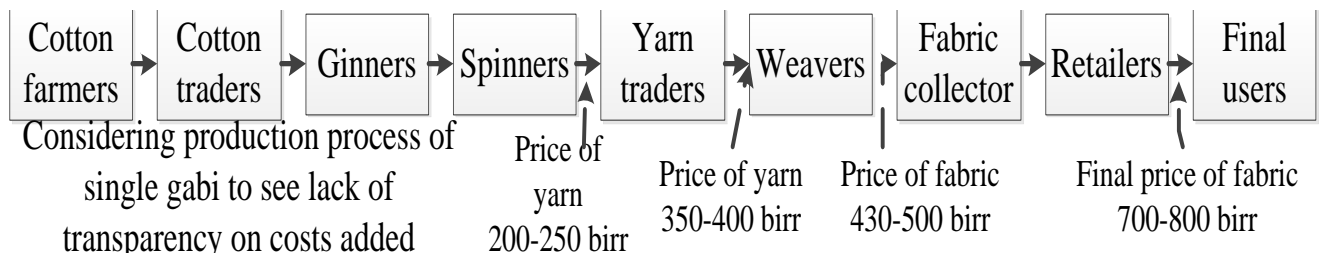 Cotton
farmers
Cotton
traders
Ginners
Spinners
Yarn
traders
Weavers
Fabric
collector
Retailers
Final
users
Considering production process of
single gabi to see lack of
transparency on costs added
Price of
yarn
200-250 birr
Price of yarn
350-400 birr
Price of fabric
430-500 birr
Final price of fabric
700-800 birr